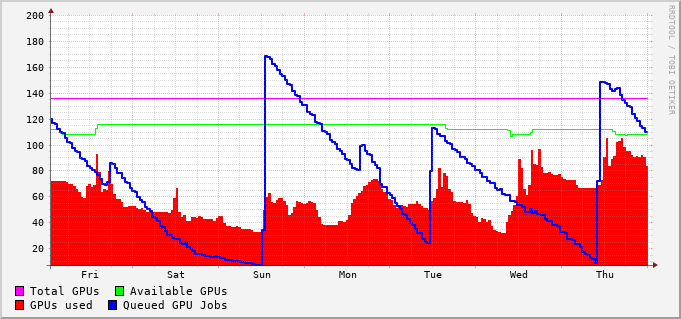 200
180
160
140
120
100
80
60
40
20
Fri Sat Sun Mon Tue Wed Thu
Total GPUs Available GPUs
GPUs used Queued GPU Jobs
RRDTOOL / TOBI OETIKER